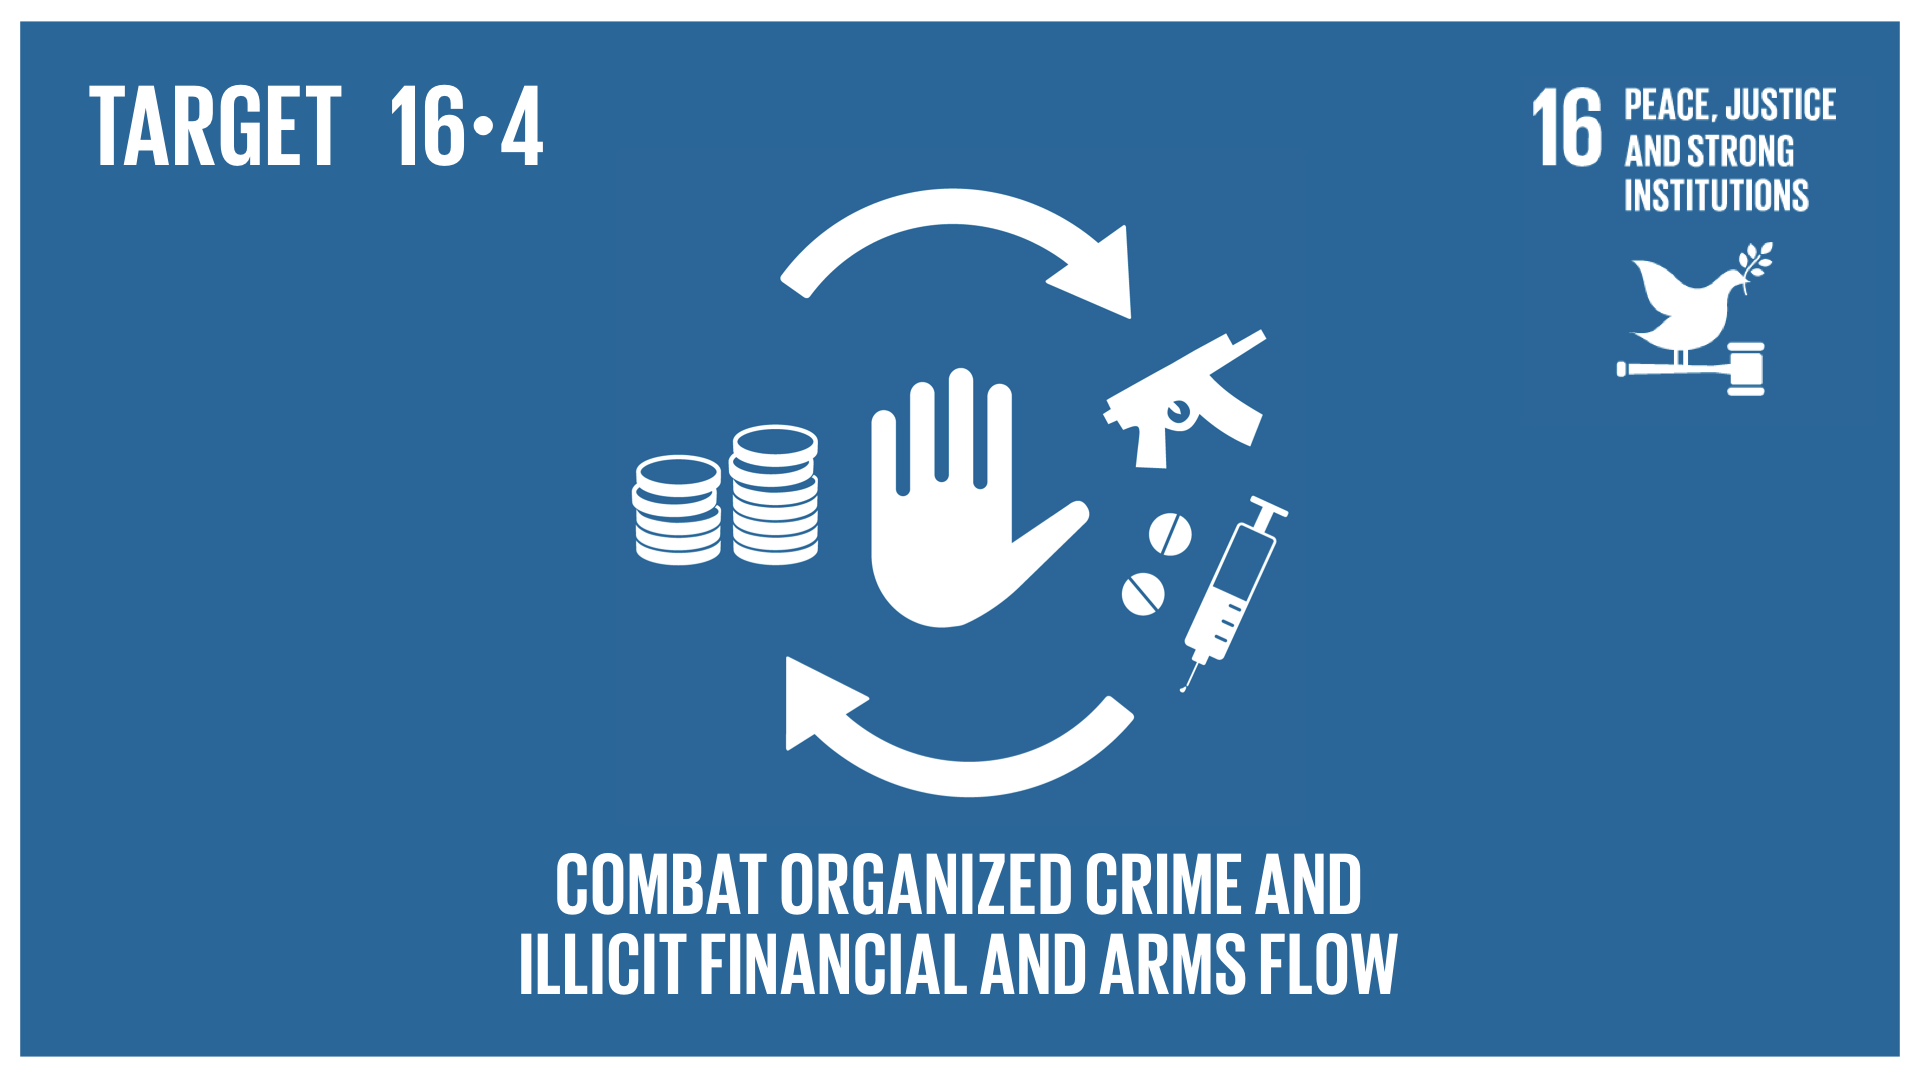 TARGET 16·4
16 PEACE, JUSTICE
AND STRONG
INSTITUTIONS
COMBAT ORGANIZED CRIME AND
ILLICIT FINANCIAL AND ARMS FLOW